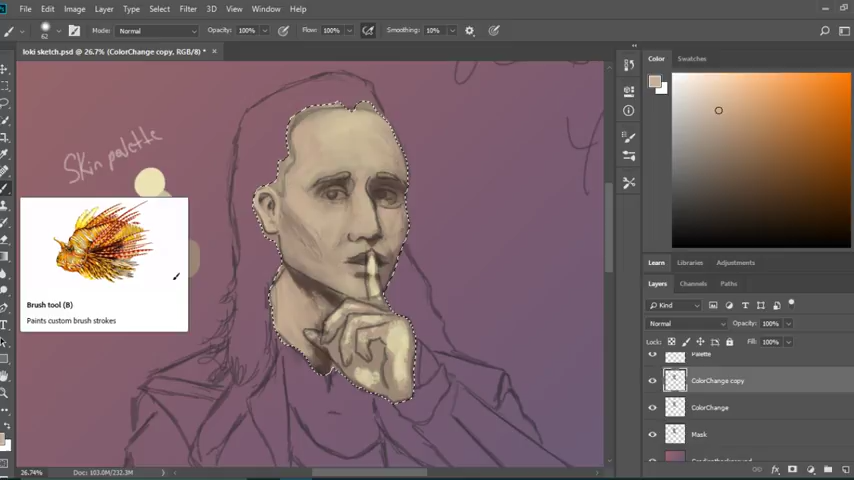 File Edit Image Layer Type Select Filter 3D View Window Help
62 Mode: Normal Opacity: 100% Flow: 100% Smoothing: 10%
loki sketch.psd @ 26.7% (ColorChange copy, RGB/8) * ×
Color Swatches
Skin palette
Brush tool (B)
Paints custom brush strokes
Learn Libraries Adjustments
Layers Channels Paths
Kind
Normal Opacity: 100%
Lock: Fill: 100%
Palette
ColorChange copy
ColorChange
Mask
Gradientbackground
26.74% Doc: 103.0M/232.3M